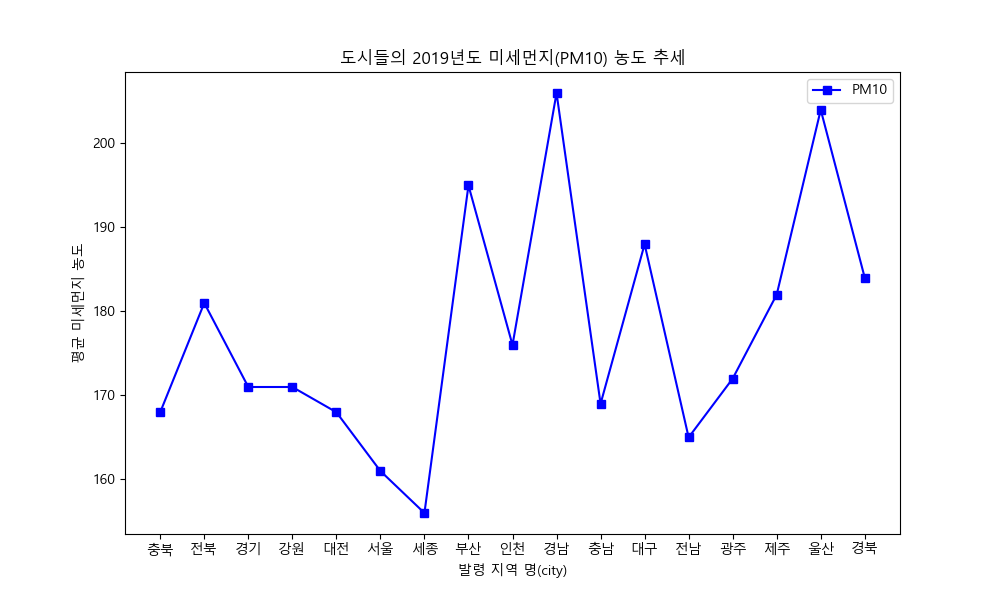 도시들의 2019년도 미세먼지(PM10) 농도 추세
PM10
평균 미세먼지 농도
200
190
180
170
160
충북 전북 경기 강원 대전 서울 세종 부산 인천 경남 충남 대구 전남 광주 제주 울산 경북
발령 지역 명(city)